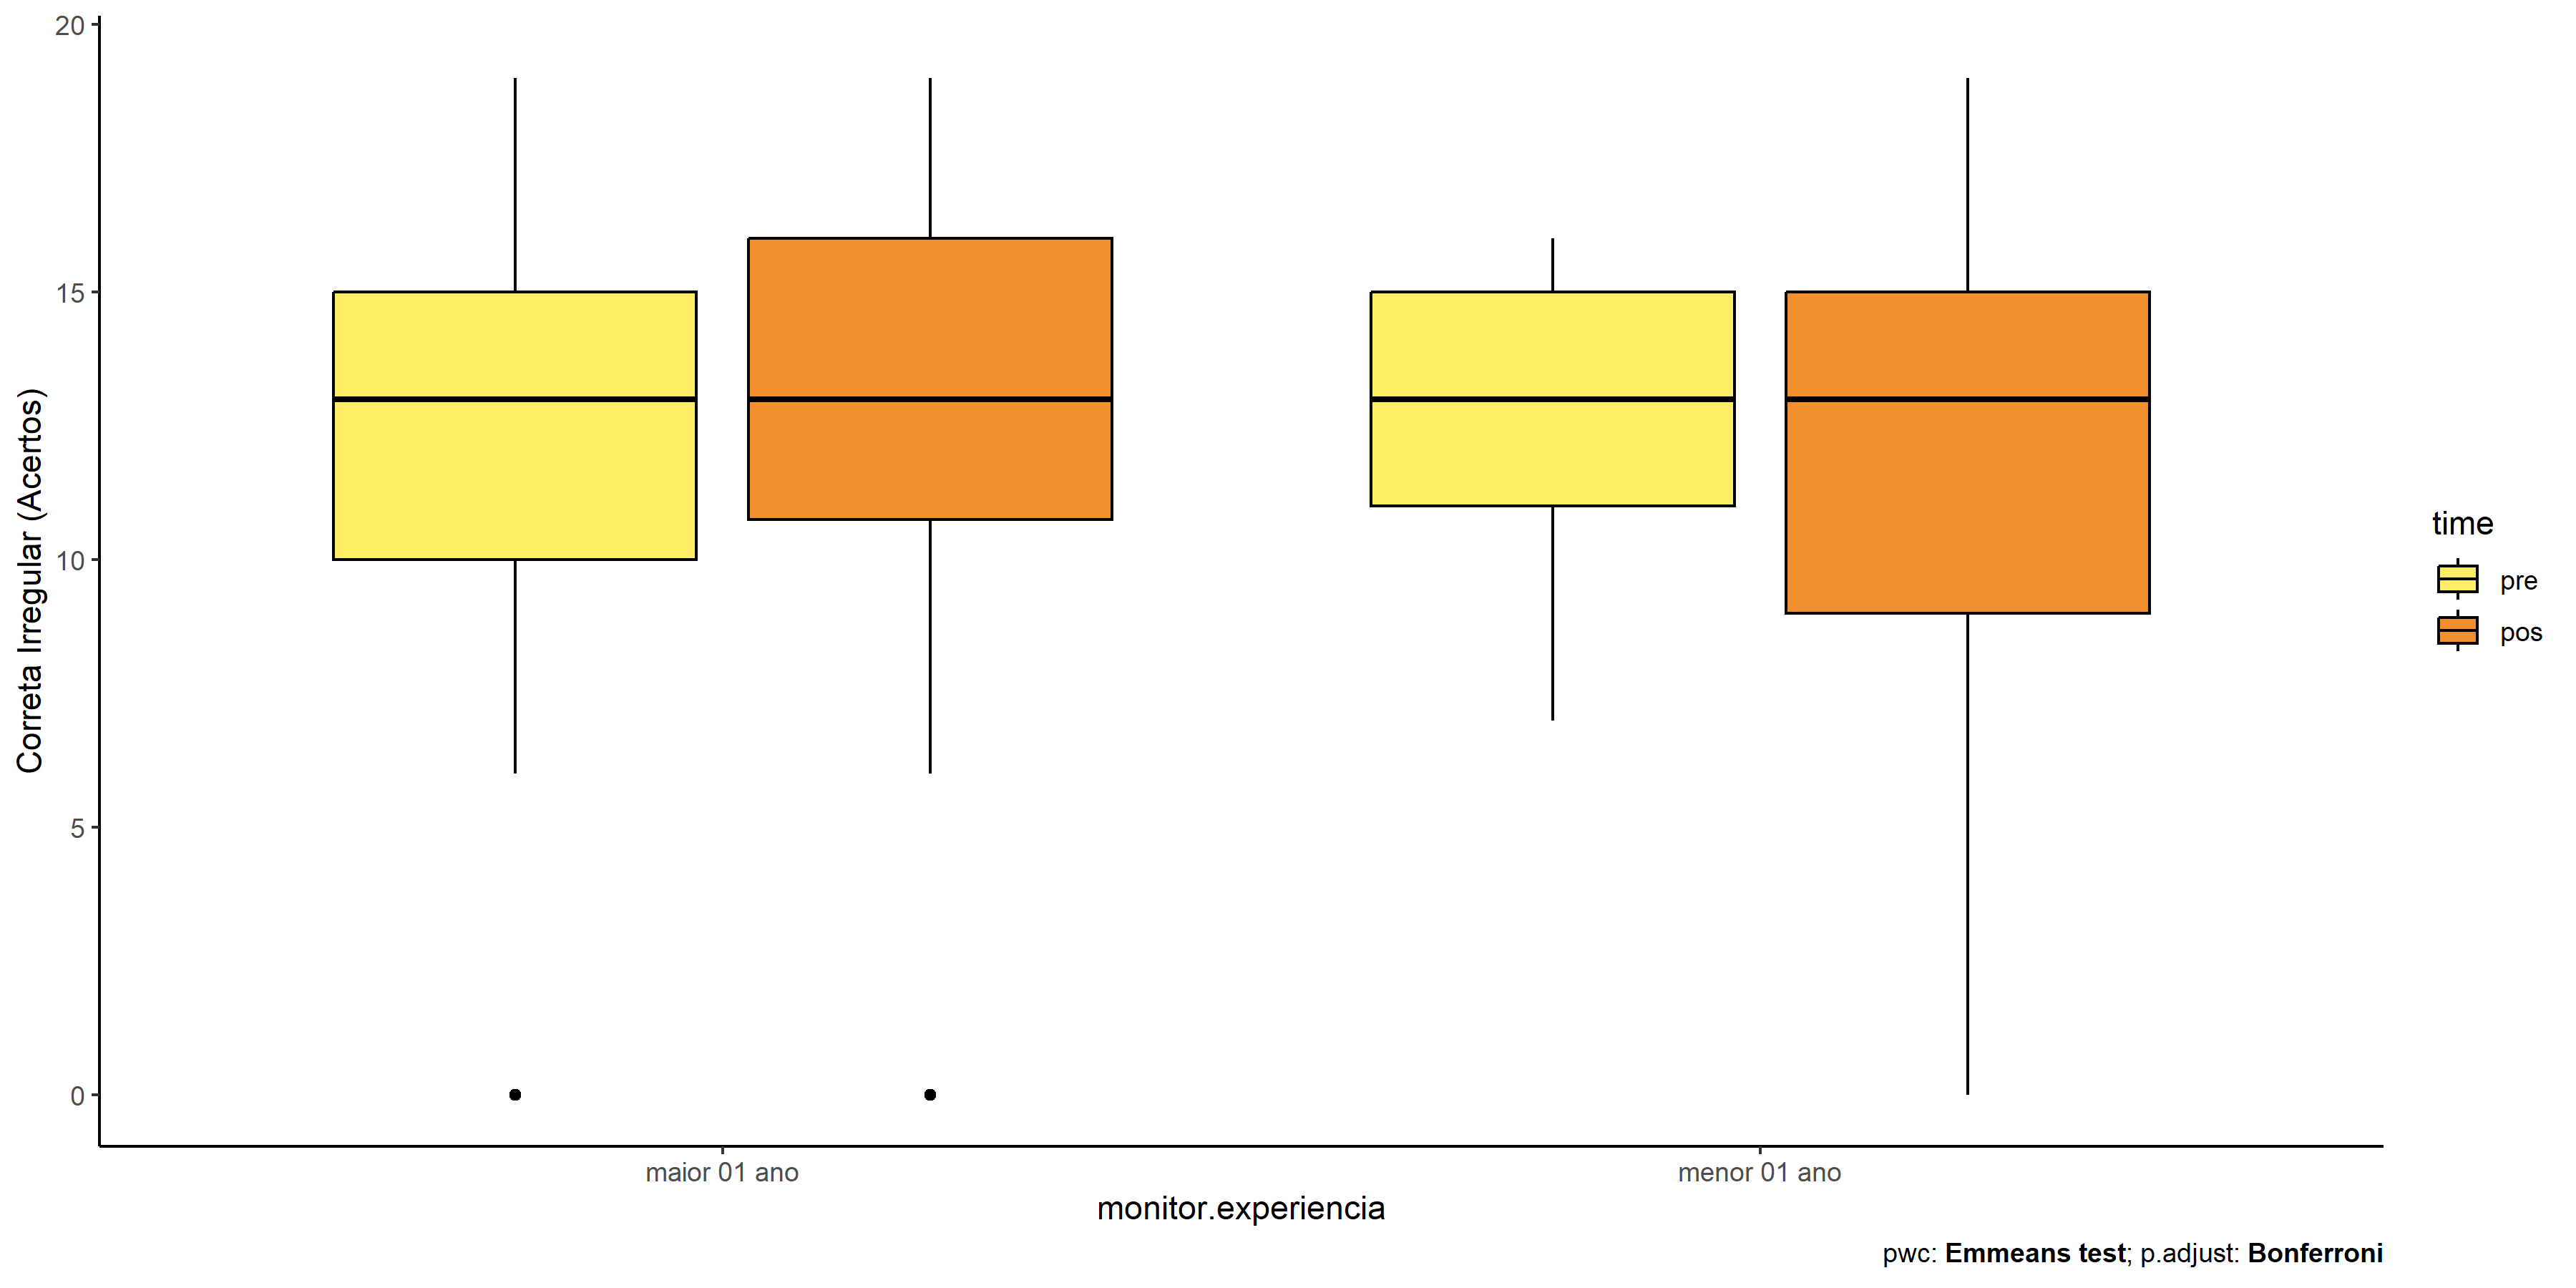 Correta Irregular (Acertos)
20
15
10
5
0
maior 01 ano
menor 01 ano
monitor.experiencia
time
pre
pos
pwc: Emmeans test; p.adjust: Bonferroni